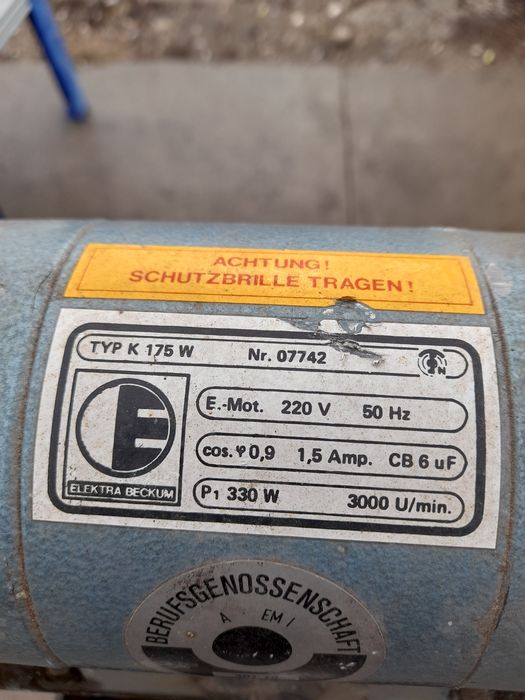 ACHTUNG!
SCHUTZBRILLE TRAGEN!
TYP K 175 W Nr. 07742
N
E
ELEKTRA BECKUM
E.-Mot. 220 V 50 Hz
cos. φ 0,9 1,5 Amp. CB 6 uF
P1 330 W 3000 U/min.
BERUFSGENOSSENSCHAFT